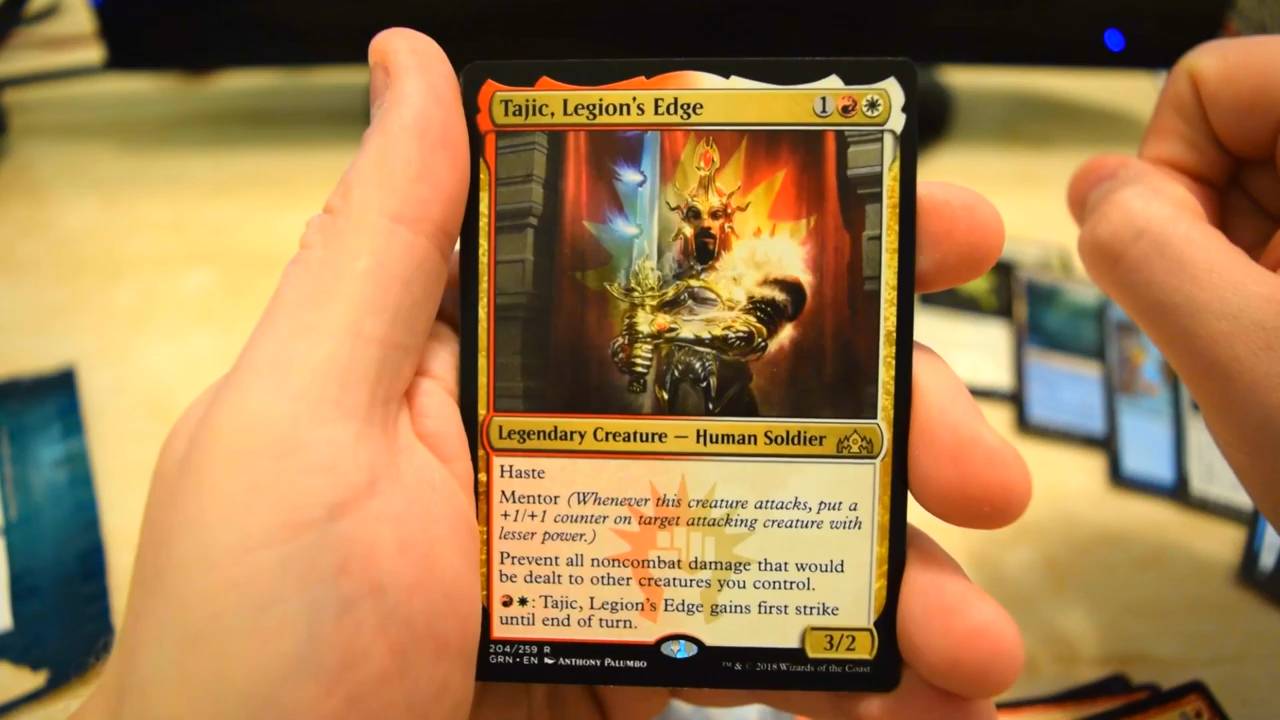 Tajic, Legion's Edge 1
Legendary Creature — Human Soldier
Haste
Mentor (Whenever this creature attacks, put a
+1/+1 counter on target attacking creature with
lesser power.)
Prevent all noncombat damage that would
be dealt to other creatures you control.
: Tajic, Legion's Edge gains first strike
until end of turn.
3/2
204/259 R
GRN • EN ANTHONY PALUMBO
™ & © 2018 Wizards of the Coast